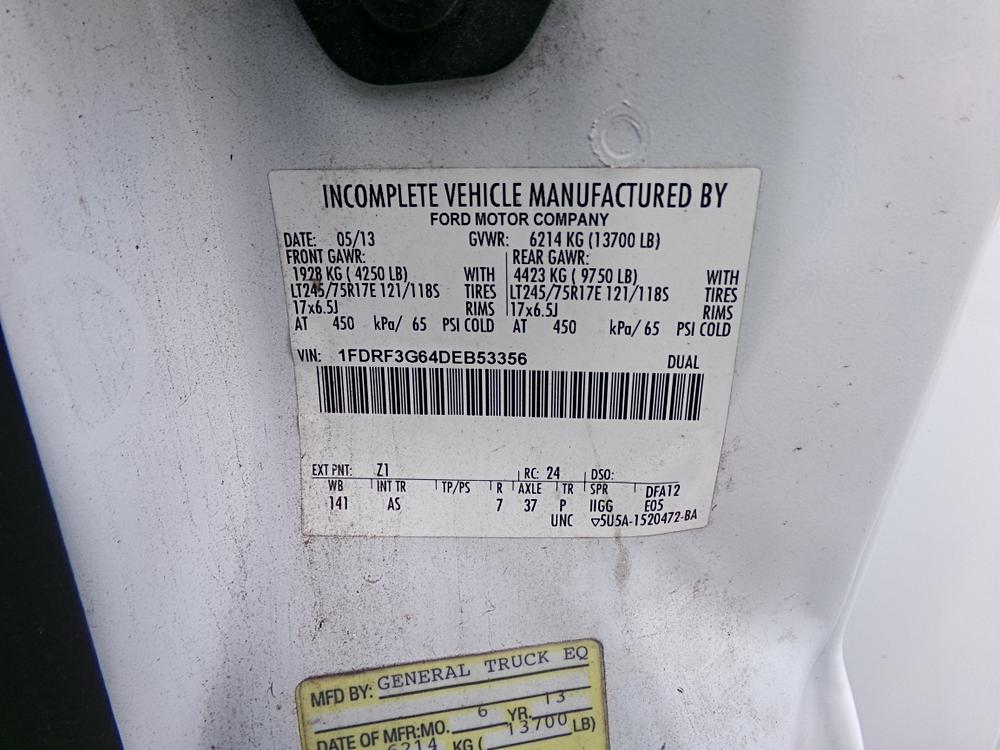 INCOMPLETE VEHICLE MANUFACTURED BY
FORD MOTOR COMPANY
DATE: 05/13 GVWR: 6214 KG (13700 LB)
FRONT GAWR: REAR GAWR:
1928 KG ( 4250 LB) WITH 4423 KG ( 9750 LB) WITH
LT245/75R17E 121/118S TIRES LT245/75R17E 121/118S TIRES
17x6.5J RIMS 17x6.5J RIMS
AT 450 kPa/ 65 PSI COLD AT 450 kPa/ 65 PSI COLD
VIN: 1FDRF3G64DEB53356 DUAL
EXT PNT: Z1 RC: 24 DSO:
WB INT TR TP/PS R AXLE TR SPR DFA12
141 AS 7 37 P IIGG E05
UNC ▽5U5A-1520472-BA
MFD BY: GENERAL TRUCK EQ
DATE OF MFR:MO. 6 YR. 13
6214 KG ( 13700 LB)